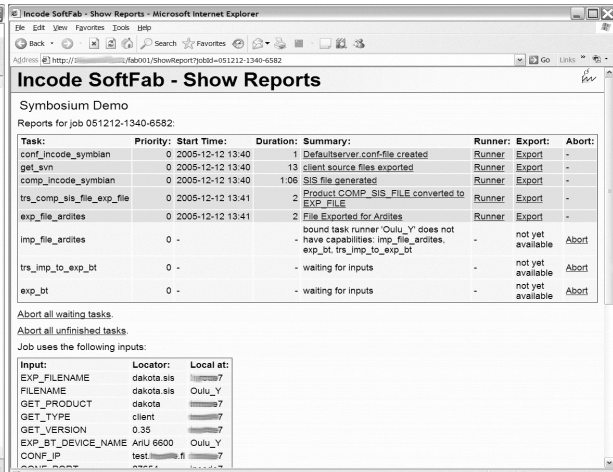 Incode SoftFab - Show Reports - Microsoft Internet Explorer
File Edit View Favorites Tools Help
Back Search Favorites
Address http:// /fab001/ShowReport?jobId=051212-1340-6582 Go Links »
Incode SoftFab - Show Reports
Symbosium Demo
Reports for job 051212-1340-6582:
Task: Priority: Start Time: Duration: Summary: Runner: Export: Abort:
conf_incode_symbian 0 2005-12-12 13:40 1 Defaultserver.conf-file created Runner Export -
get_svn 0 2005-12-12 13:40 13 client source files exported Runner Export -
comp_incode_symbian 0 2005-12-12 13:40 1:06 SIS file generated Runner Export -
trs_comp_sis_file_exp_file 0 2005-12-12 13:41 2 Product COMP_SIS_FILE converted to EXP_FILE Runner Export -
exp_file_ardites 0 2005-12-12 13:41 2 File Exported for Ardites Runner Export -
imp_file_ardites 0 - - bound task runner 'Oulu_Y' does not have capabilities: imp_file_ardites, exp_bt, trs_imp_to_exp_bt - not yet available Abort
trs_imp_to_exp_bt 0 - - waiting for inputs - not yet available Abort
exp_bt 0 - - waiting for inputs - not yet available Abort
Abort all waiting tasks.
Abort all unfinished tasks.
Job uses the following inputs:
Input: Locator: Local at:
EXP_FILENAME dakota.sis 7
FILENAME dakota.sis Oulu_Y
GET_PRODUCT dakota 7
GET_TYPE client 7
GET_VERSION 0.35 7
EXP_BT_DEVICE_NAME AriU 6600 Oulu_Y
CONF_IP test. .fi 7